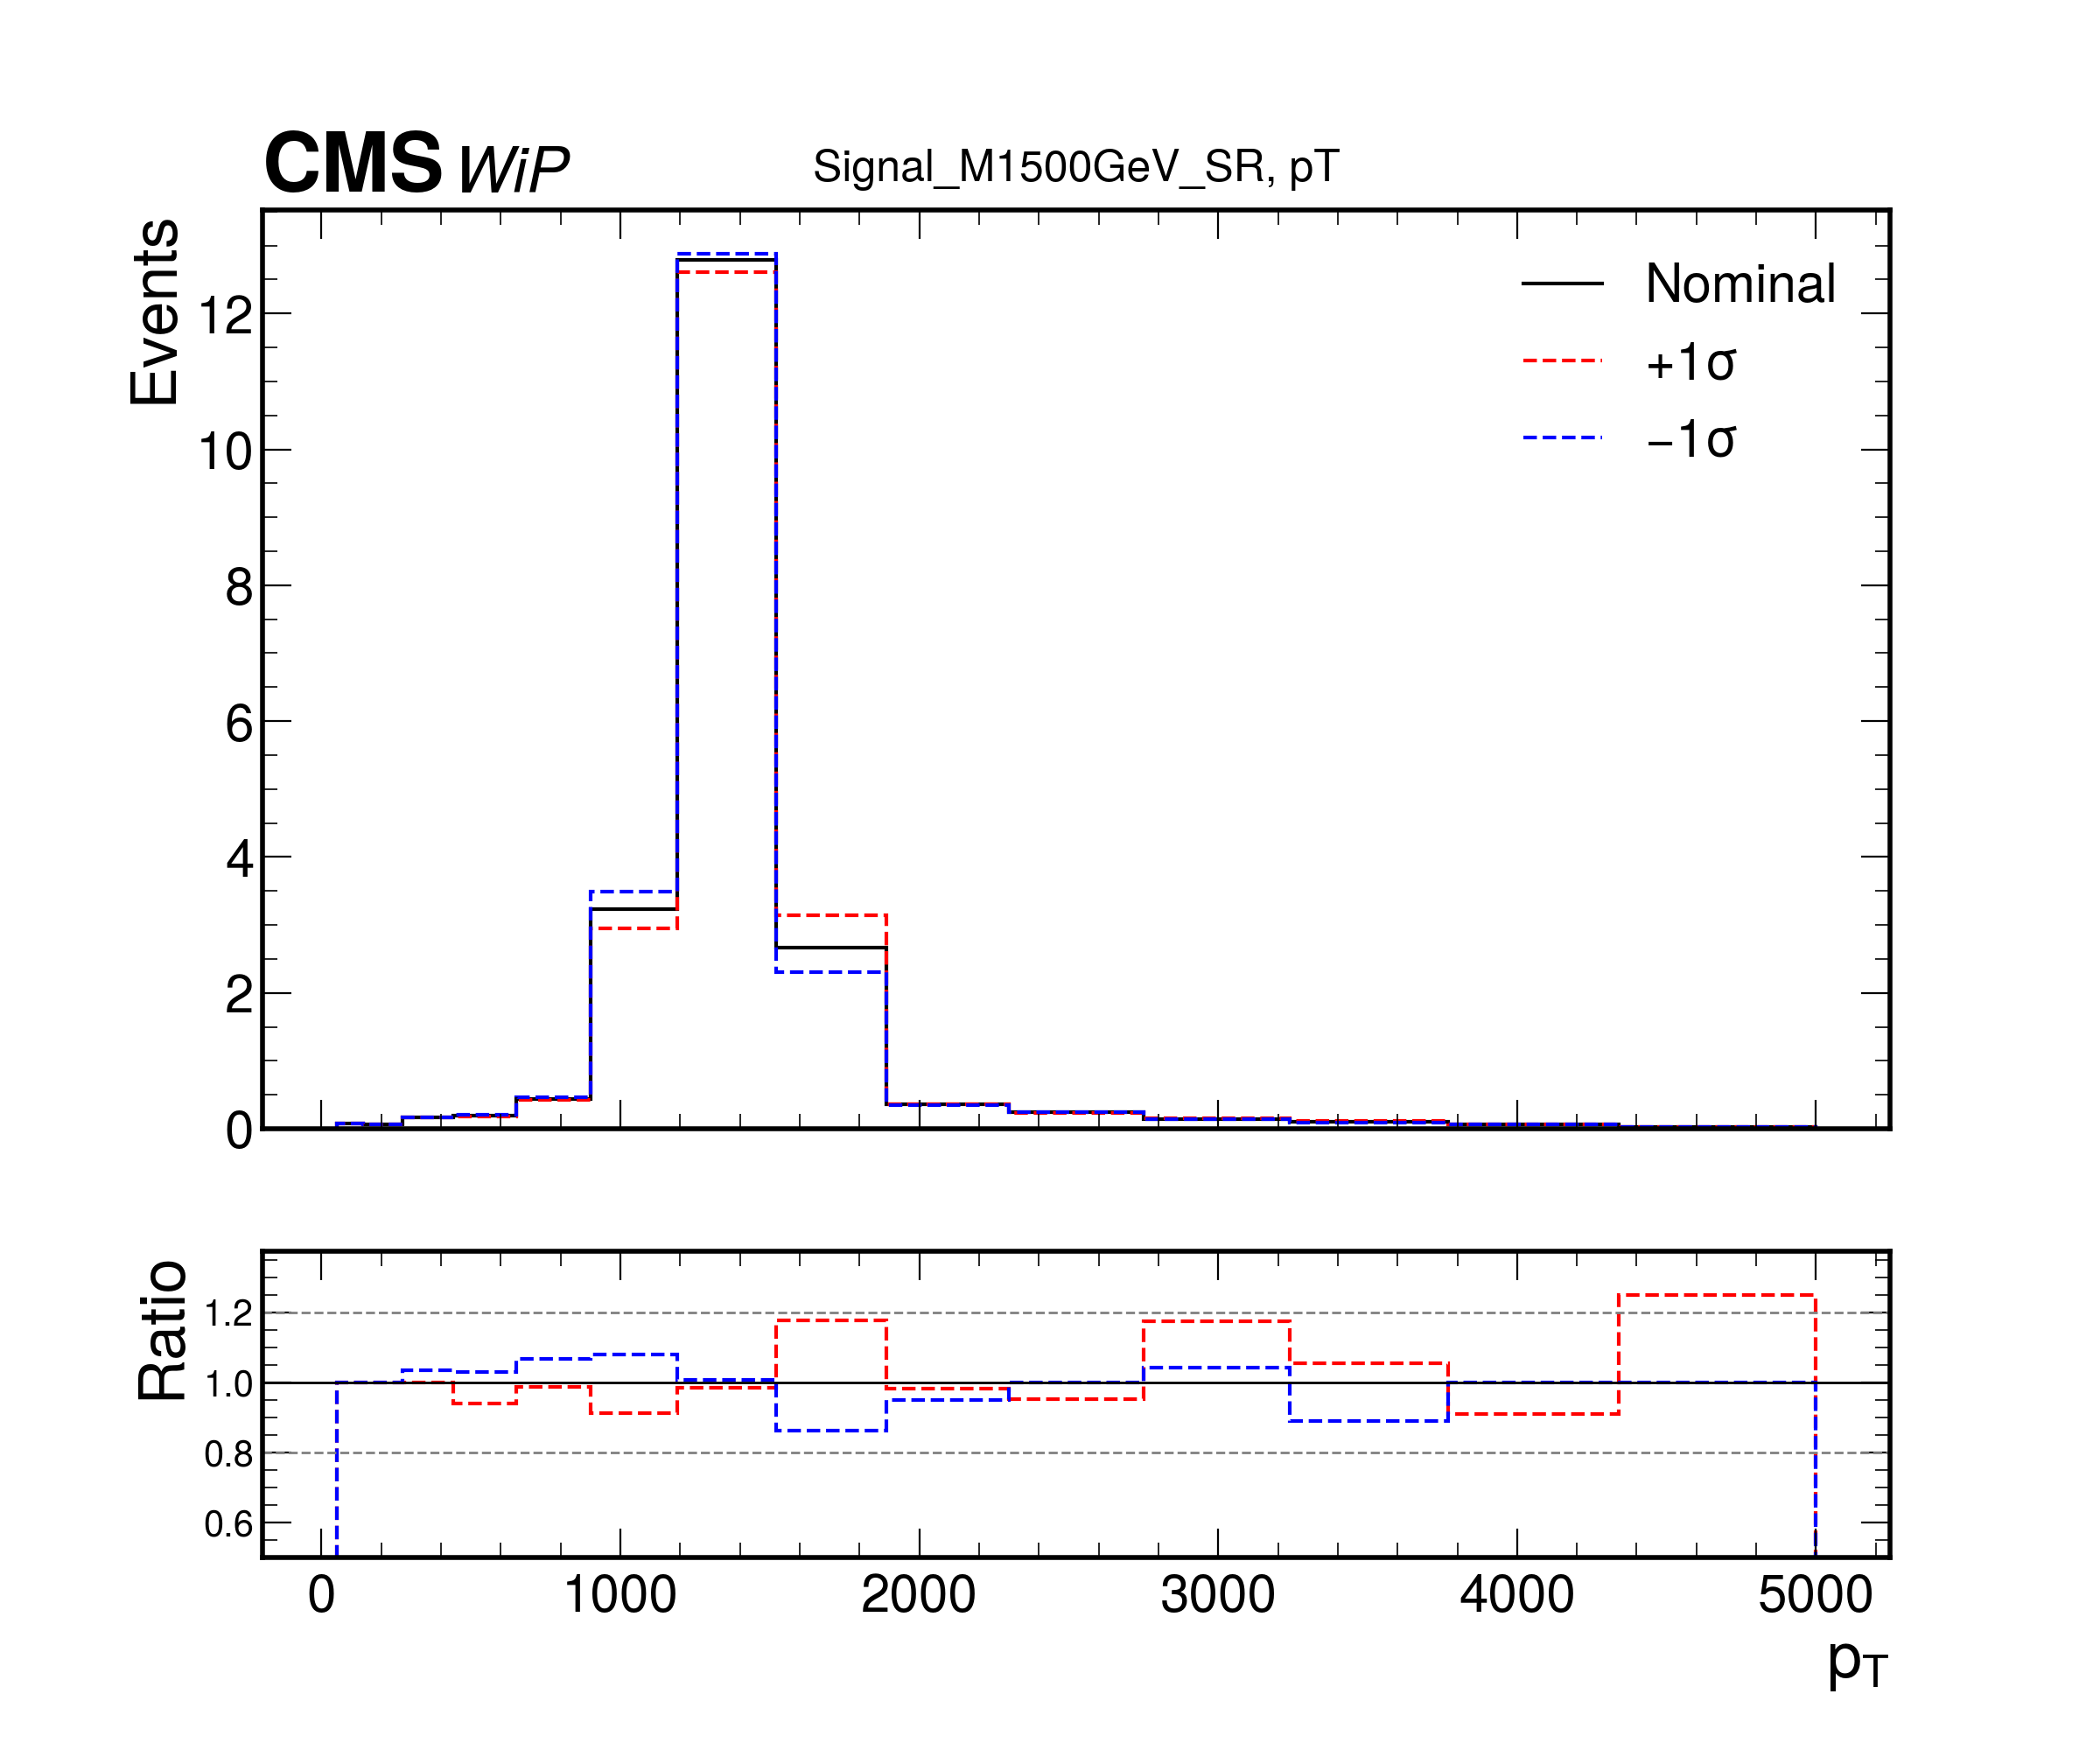 CMS WiP
Signal_M1500GeV_SR, pT
Events
12
10
8
6
4
2
0
Nominal
+1σ
−1σ
Ratio
1.2
1.0
0.8
0.6
0 1000 2000 3000 4000 5000
pT